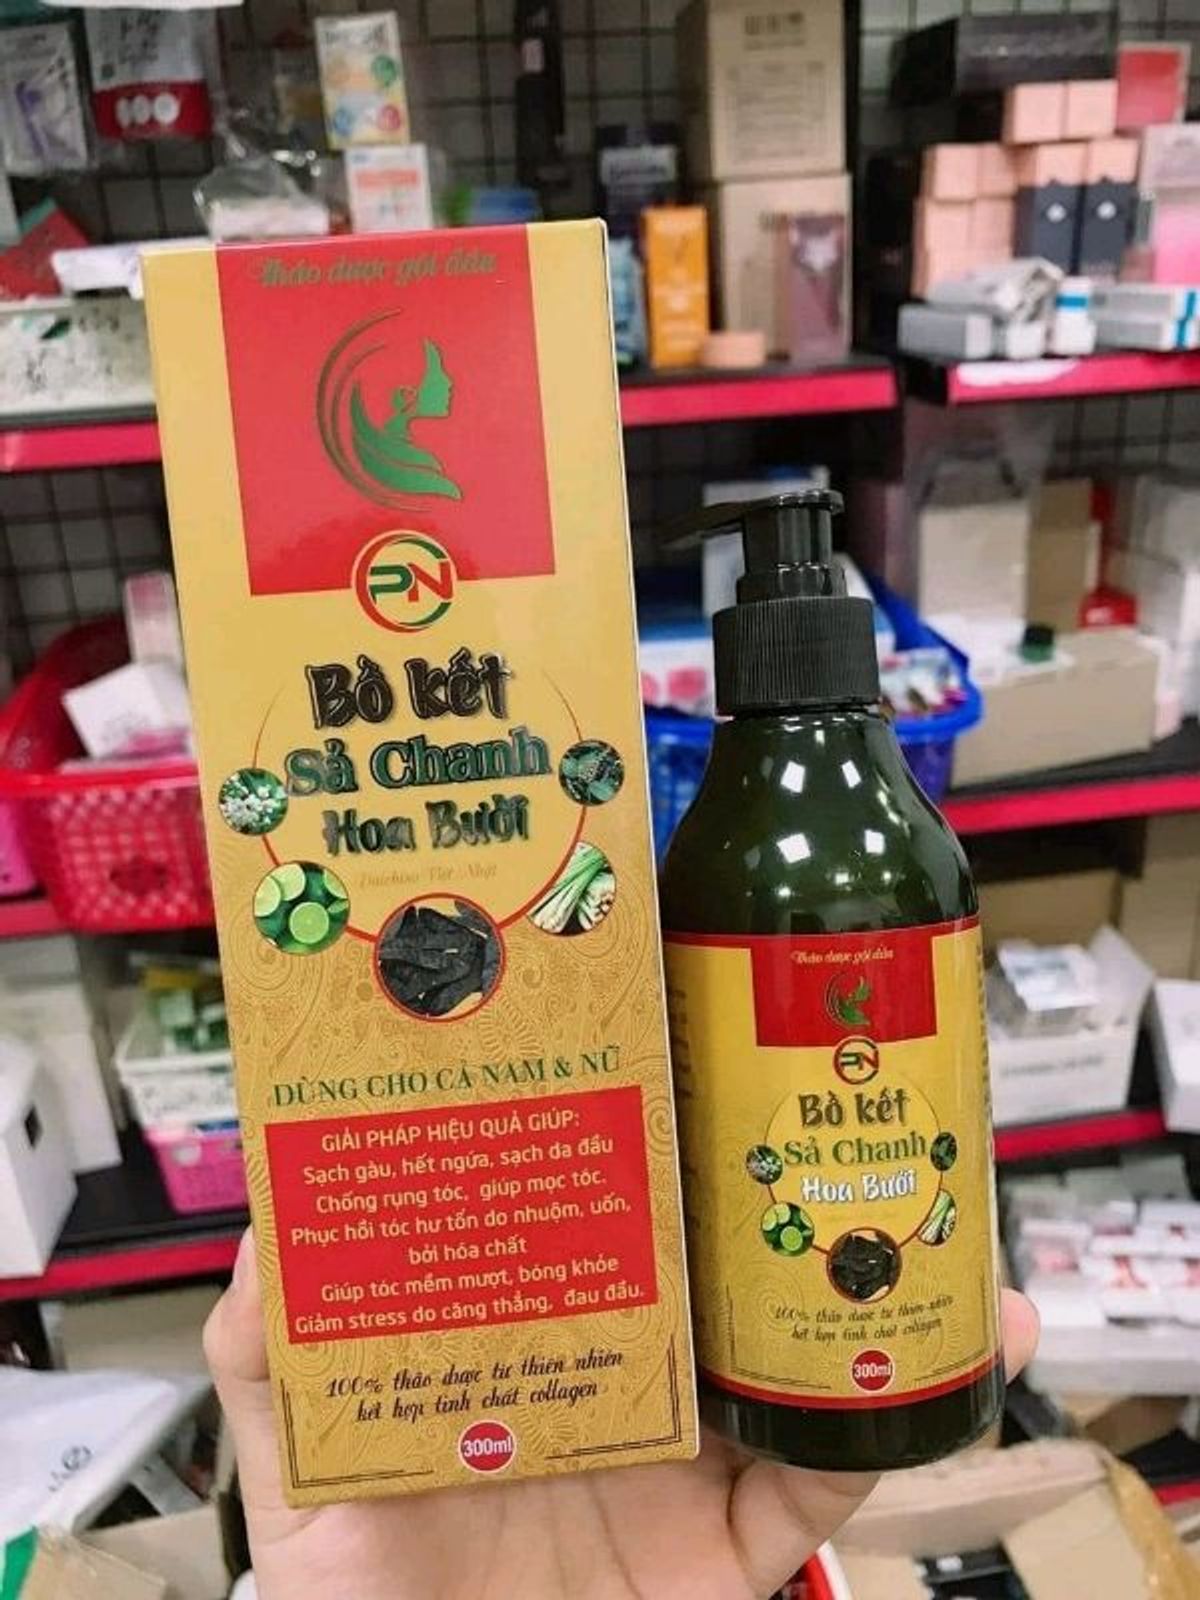 Thảo dược gội đầu
PN
Bồ kết
Sả Chanh
Hoa Bưởi
DÙNG CHO CẢ NAM & NỮ
GIẢI PHÁP HIỆU QUẢ GIÚP:
Sạch gàu, hết ngứa, sạch da đầu
Chống rụng tóc, giúp mọc tóc.
Phục hồi tóc hư tổn do nhuộm, uốn,
bởi hóa chất
Giúp tóc mềm mượt, bóng khỏe
Giảm stress do căng thẳng, đau đầu.
100% thảo dược từ thiên nhiên
kết hợp tinh chất collagen
300ml
Thảo dược gội đầu
PN
Bồ kết
Sả Chanh
Hoa Bưởi
100% thảo dược từ thiên nhiên
kết hợp tinh chất collagen
300ml